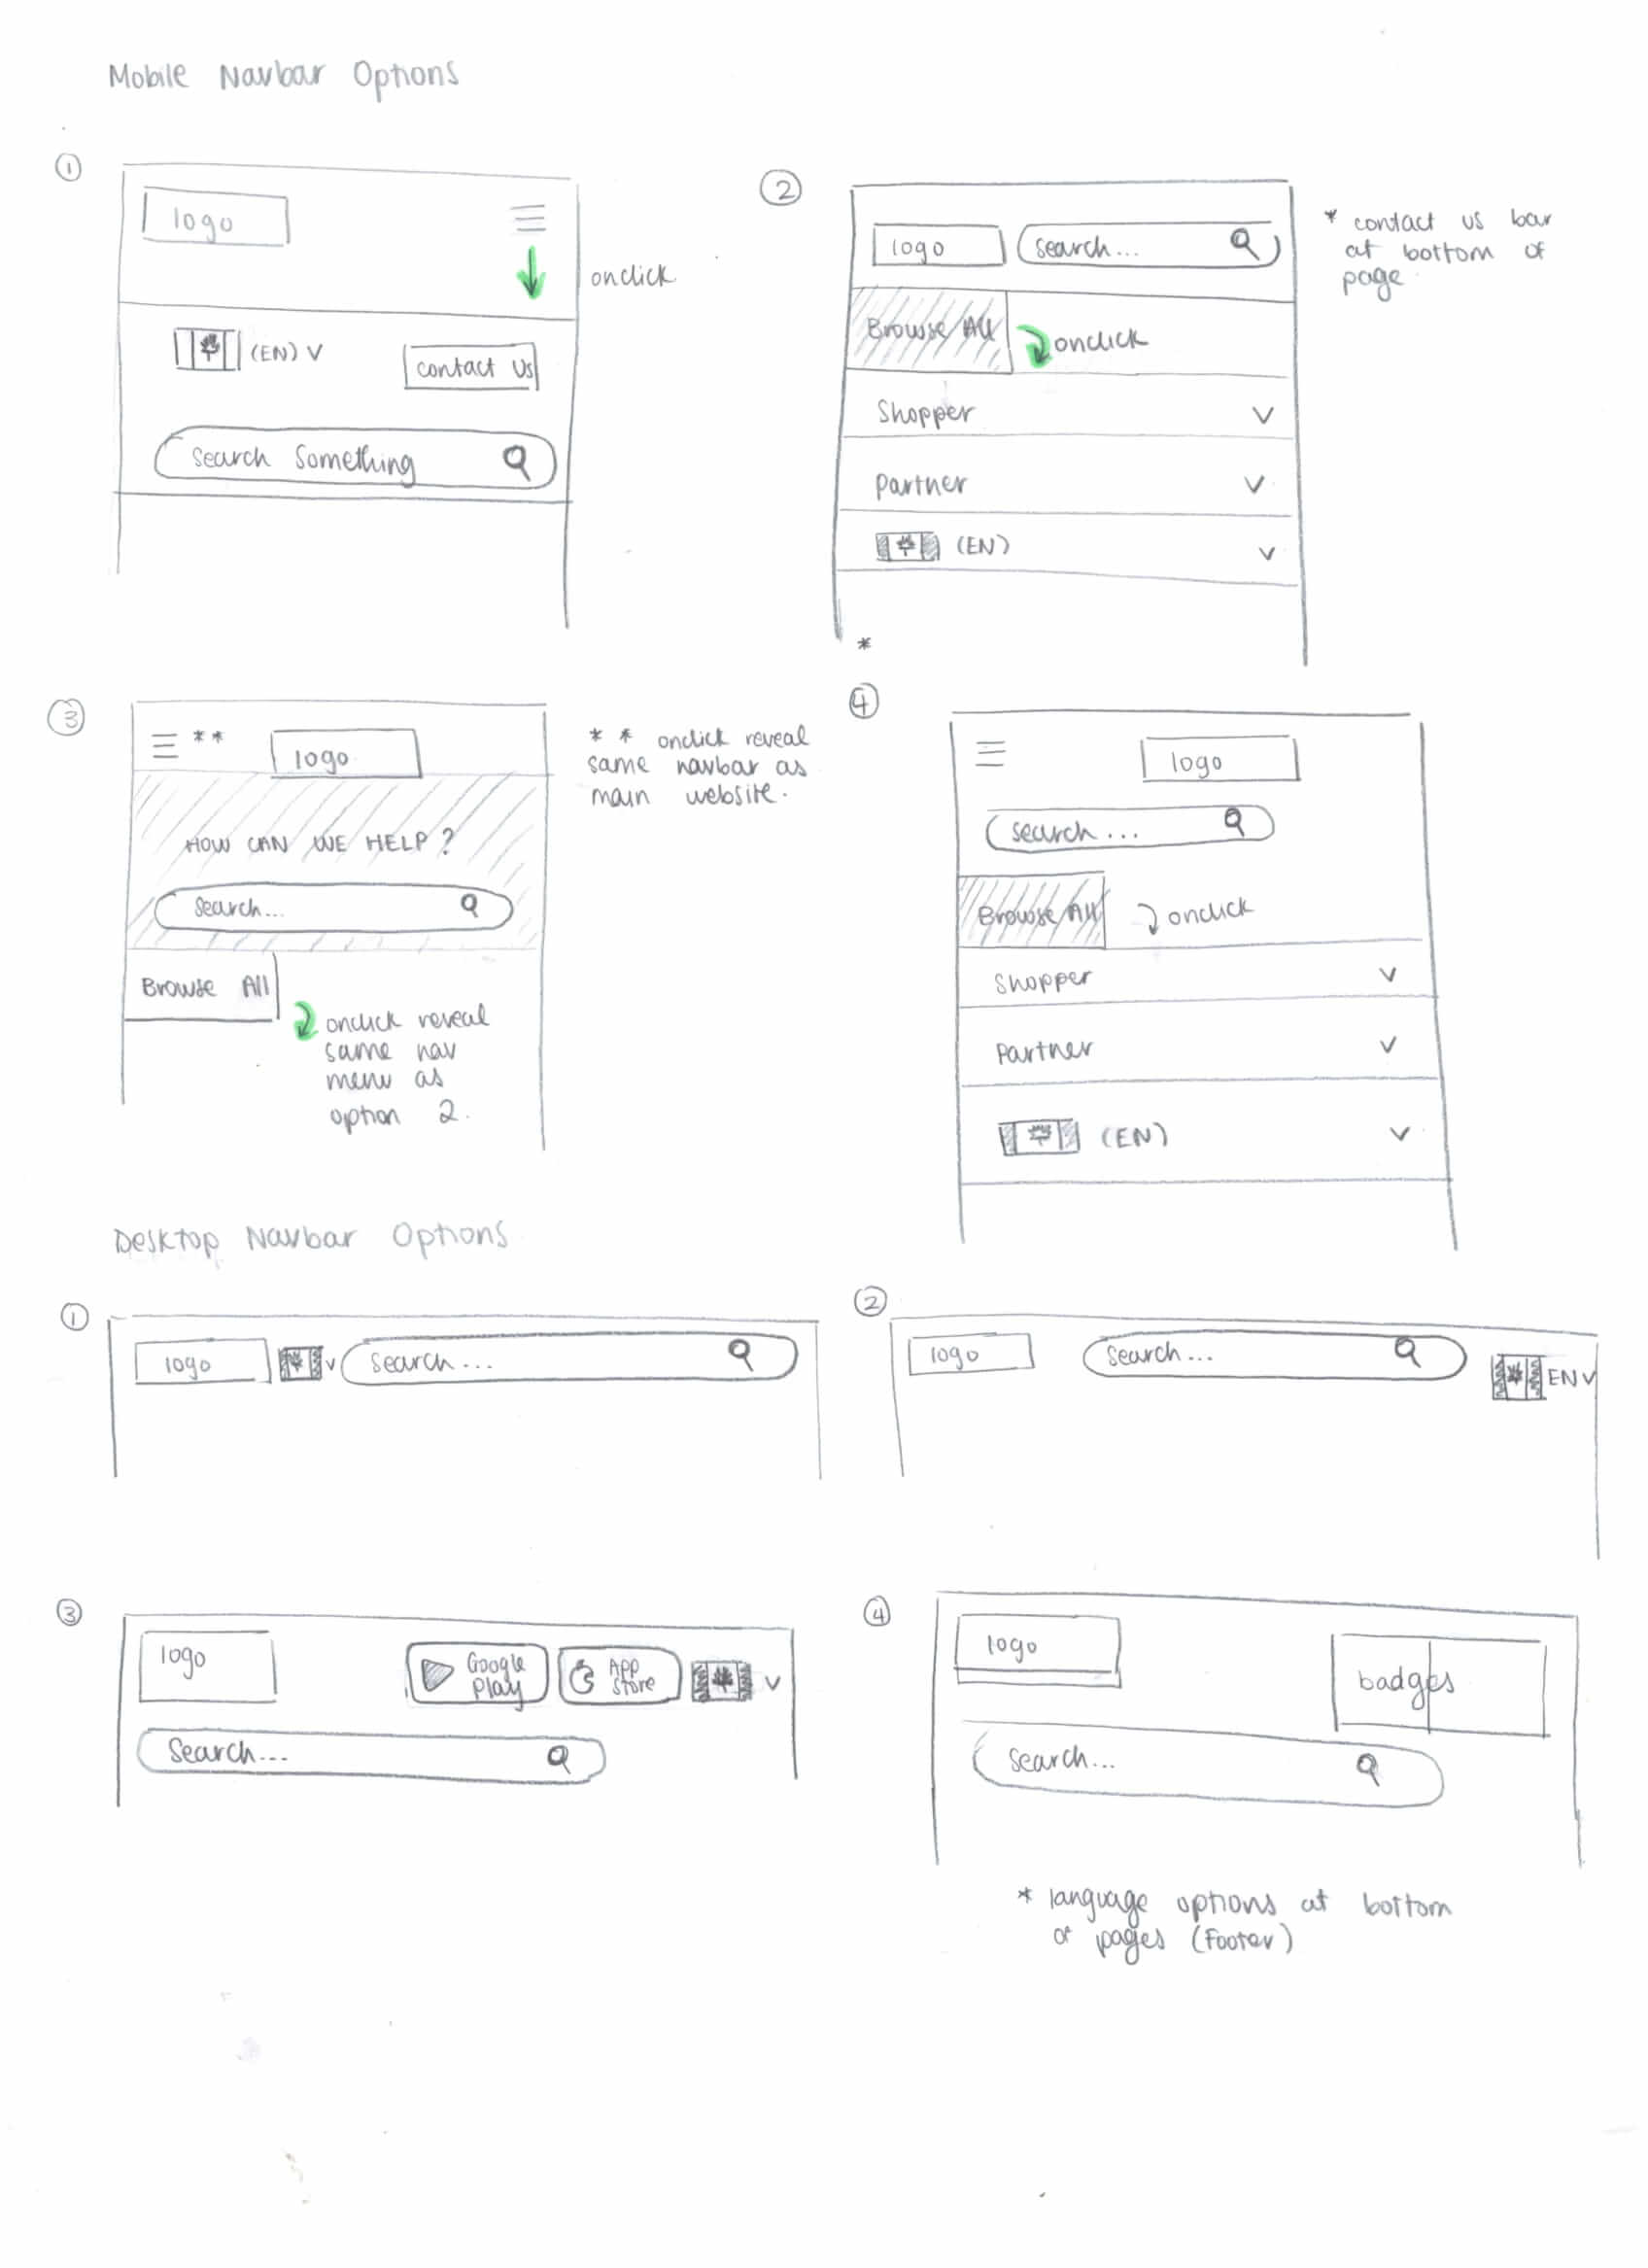 Mobile Navbar Options
1
logo
onclick
(EN) V
contact Us
Search Something
2
logo
search...
* contact us bar
at bottom of
page
Browse All
onclick
Shopper V
Partner V
(EN) V
*
3
* *
logo
HOW CAN WE HELP?
Search...
Browse All
onclick reveal
same nav
menu as
option 2.
* * onclick reveal
same navbar as
main website.
4
logo
search...
Browse All
onclick
Shopper V
Partner V
(EN) V
Desktop Navbar Options
1
logo
V
Search...
2
logo
Search...
EN V
3
logo
Google
Play
APP
Store
V
Search...
4
logo
badges
Search...
* language options at bottom
of pages (Footer)